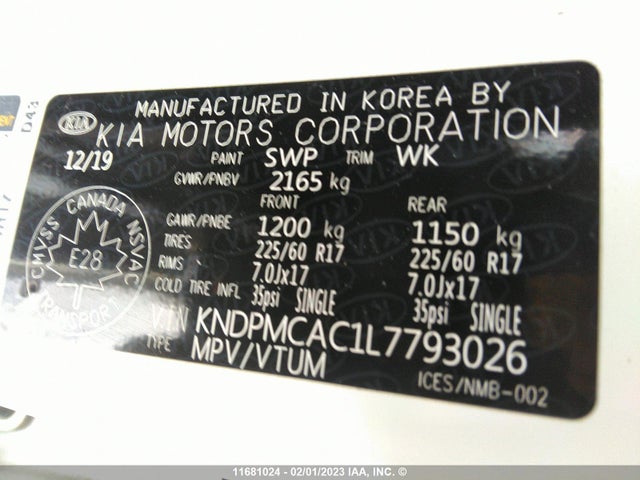 MANUFACTURED IN KOREA BY
KIA KIA MOTORS CORPORATION
12/19 PAINT SWP TRIM WK
GVWR/PNBV 2165 kg
FRONT REAR
GAWR/PNBE 1200 kg 1150 kg
TIRES 225/60 R17 225/60 R17
RIMS 7.0Jx17 7.0Jx17
COLD TIRE INFL 35psi SINGLE 35psi SINGLE
VIN KNDPMCAC1L7793026
TYPE MPV/VTUM
ICES/NMB-002
CANADA
CMVSS NSVAC
E28
TRANSPORT
D43
11681024 - 02/01/2023 IAA, INC. ©